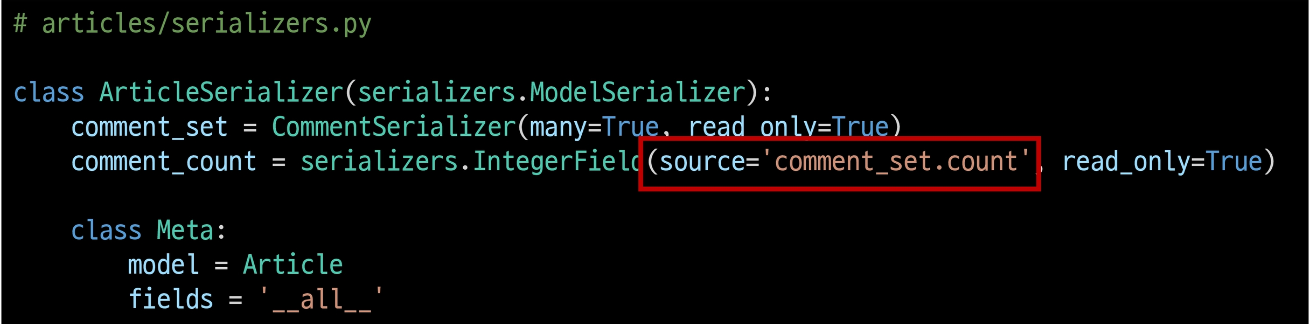 # articles/serializers.py
class ArticleSerializer(serializers.ModelSerializer):
    comment_set = CommentSerializer(many=True, read_only=True)
    comment_count = serializers.IntegerField(source='comment_set.count', read_only=True)
    class Meta:
        model = Article
        fields = '__all__'